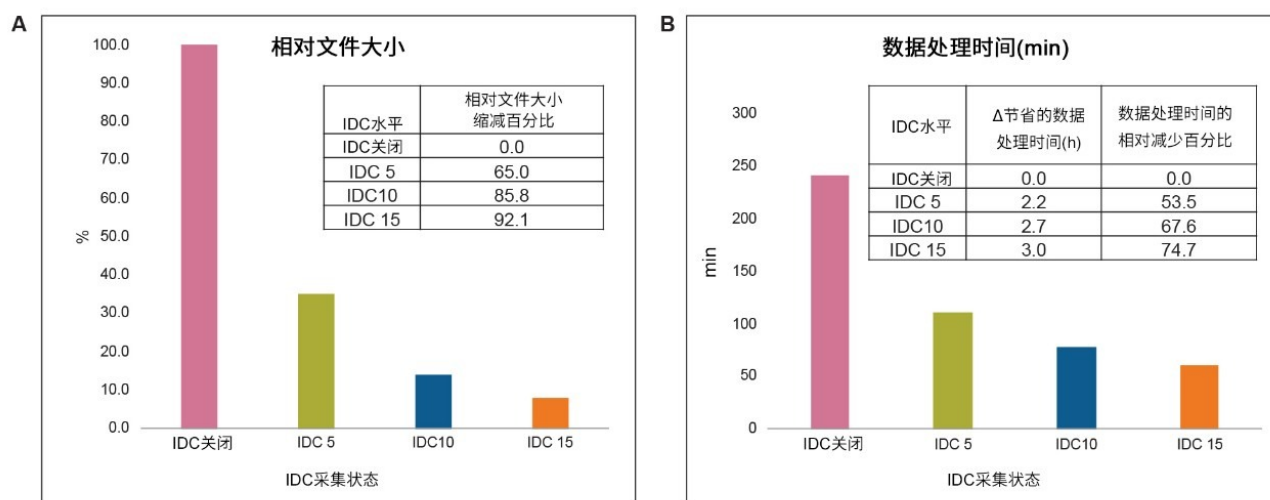 A
相对文件大小
100.0
90.0
80.0
70.0
60.0
50.0
40.0
30.0
20.0
10.0
0.0
%
IDC水平 相对文件大小
缩减百分比
IDC关闭 0.0
IDC 5 65.0
IDC10 85.8
IDC 15 92.1
IDC关闭 IDC 5 IDC10 IDC 15
IDC采集状态
B
数据处理时间(min)
300
250
200
150
100
50
0
min
IDC水平 Δ节省的数据 数据处理时间的
处理时间(h) 相对减少百分比
IDC关闭 0.0 0.0
IDC 5 2.2 53.5
IDC10 2.7 67.6
IDC 15 3.0 74.7
IDC关闭 IDC 5 IDC10 IDC 15
IDC采集状态